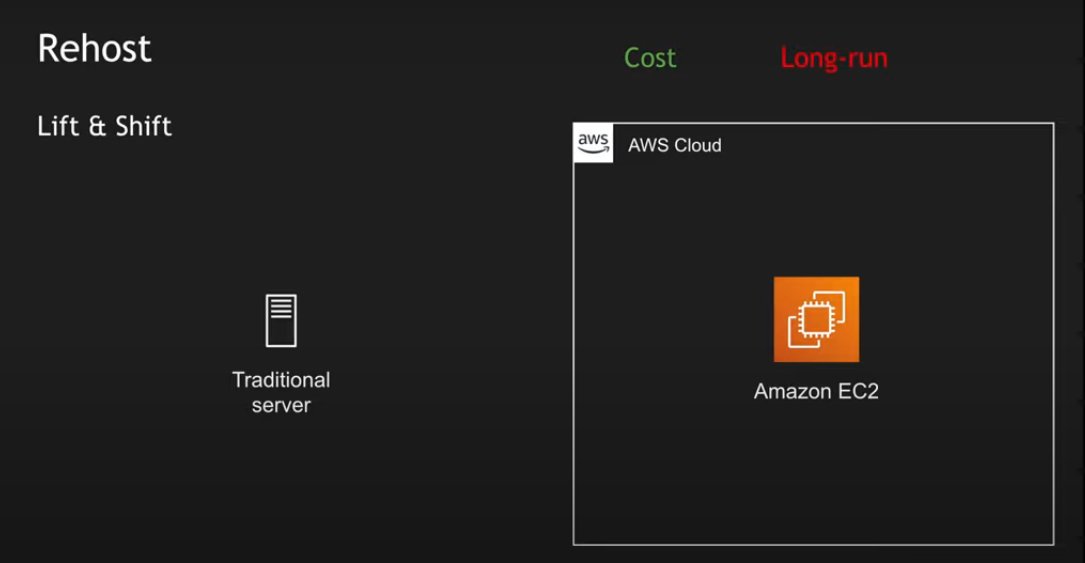 Rehost
Cost
Long-run
Lift & Shift
aws
AWS Cloud
Traditional
server
Amazon EC2